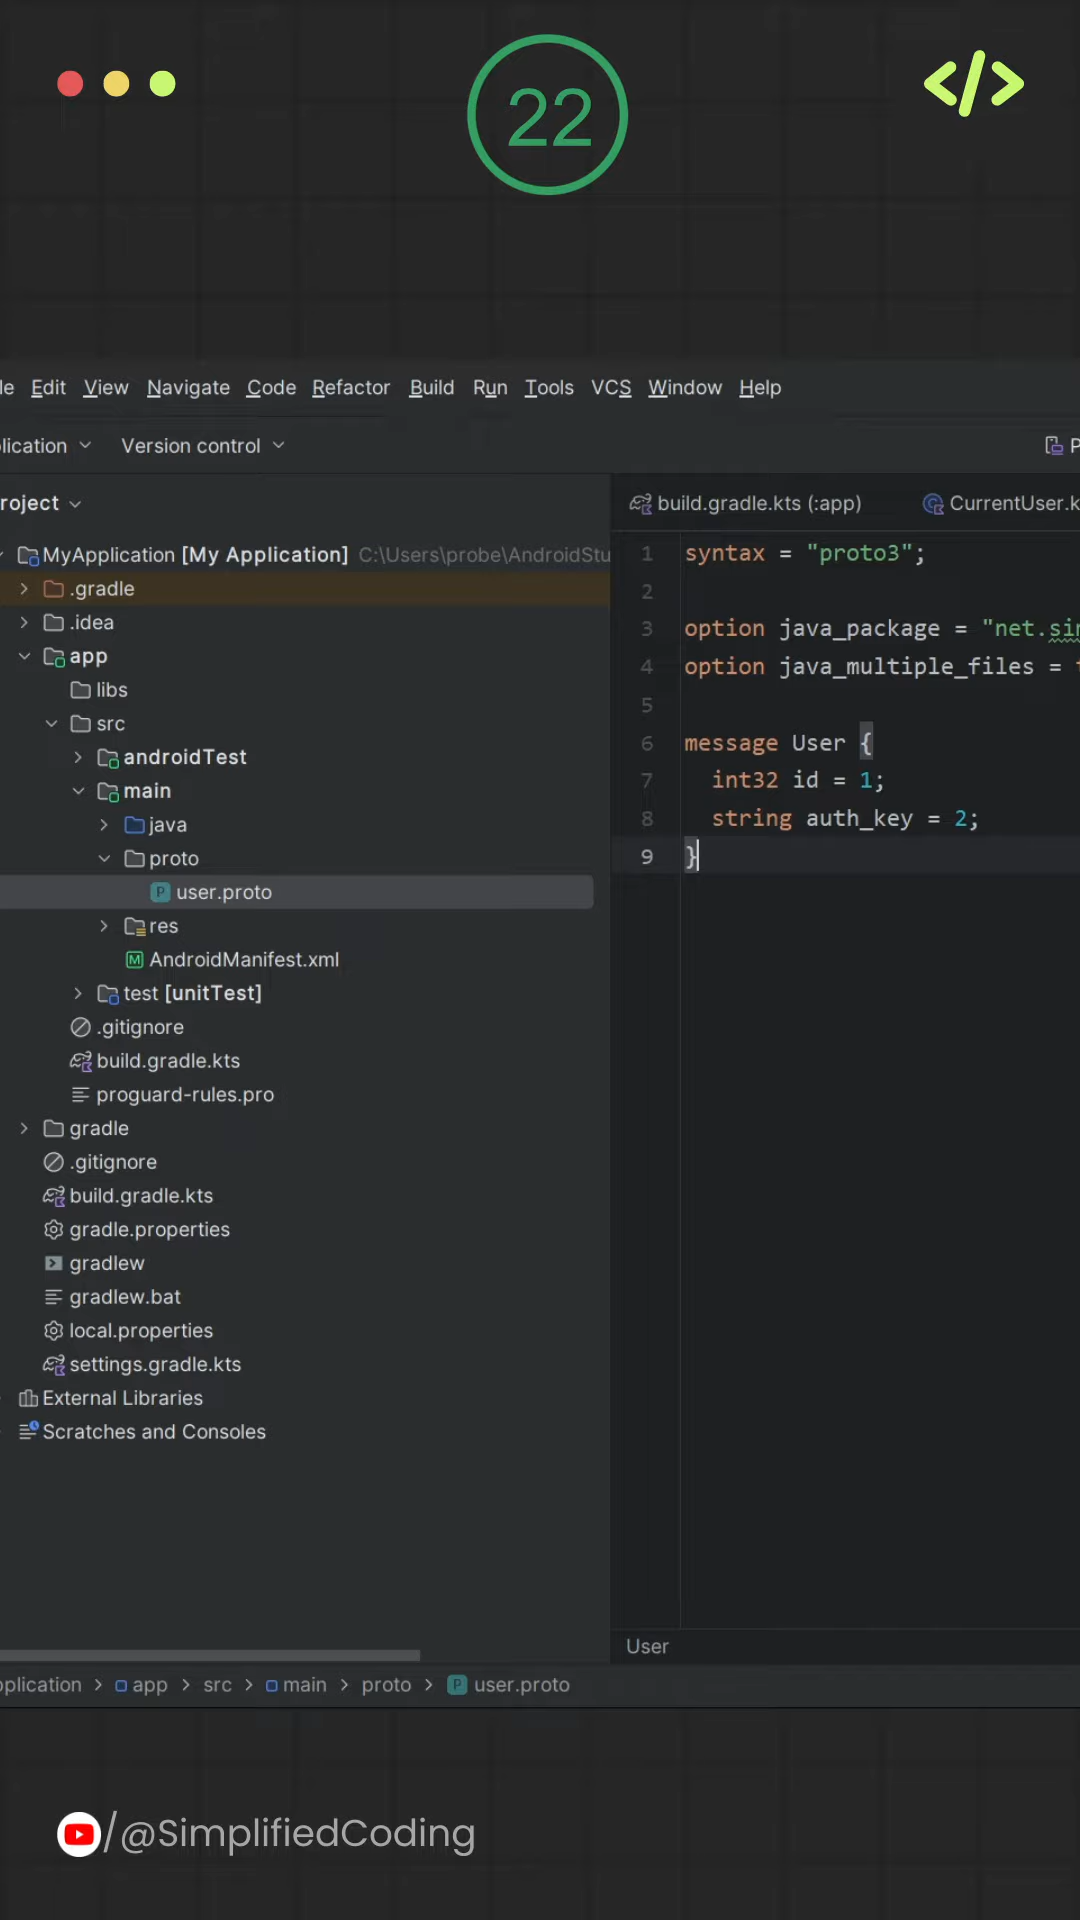 22
</>
le Edit View Navigate Code Refactor Build Run Tools VCS Window Help
plication Version control P
roject
build.gradle.kts (:app) CurrentUser.k
MyApplication [My Application] C:\Users\probe\AndroidStu
.gradle
.idea
app
libs
src
androidTest
main
java
proto
user.proto
res
AndroidManifest.xml
test [unitTest]
.gitignore
build.gradle.kts
proguard-rules.pro
gradle
.gitignore
build.gradle.kts
gradle.properties
gradlew
gradlew.bat
local.properties
settings.gradle.kts
External Libraries
Scratches and Consoles
1 syntax = "proto3";
2
3 option java_package = "net.sim
4 option java_multiple_files = t
5
6 message User {
7 int32 id = 1;
8 string auth_key = 2;
9 }
User
pplication > app > src > main > proto > user.proto
/@SimplifiedCoding